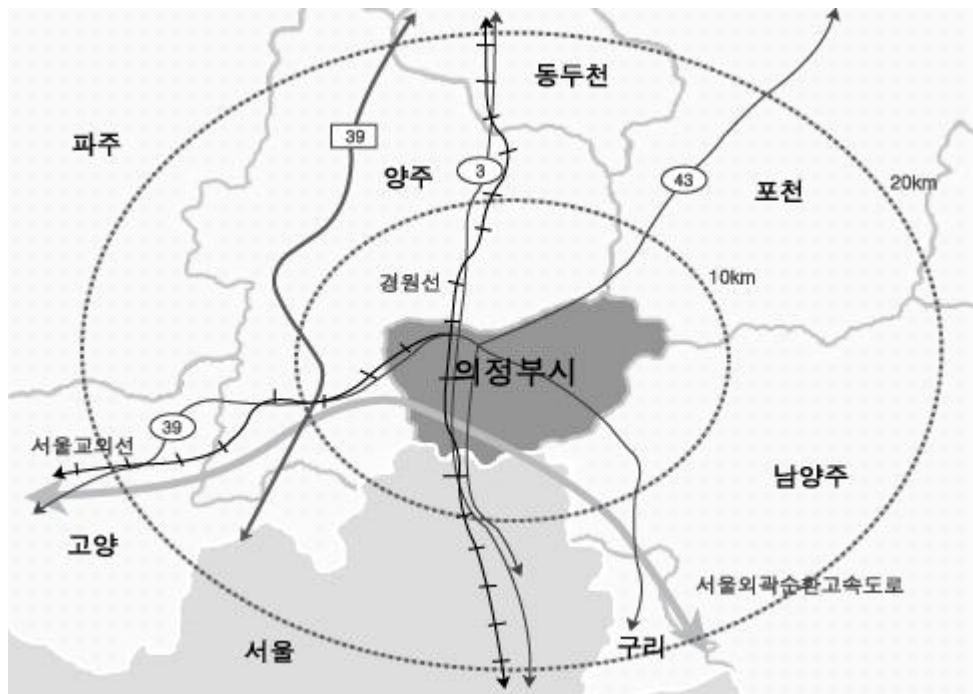 동두천
파주
39
양주
3
43
포천
20km
10km
경원선
의정부시
39
서울교외선
남양주
고양
서울외곽순환고속도로
서울
구리